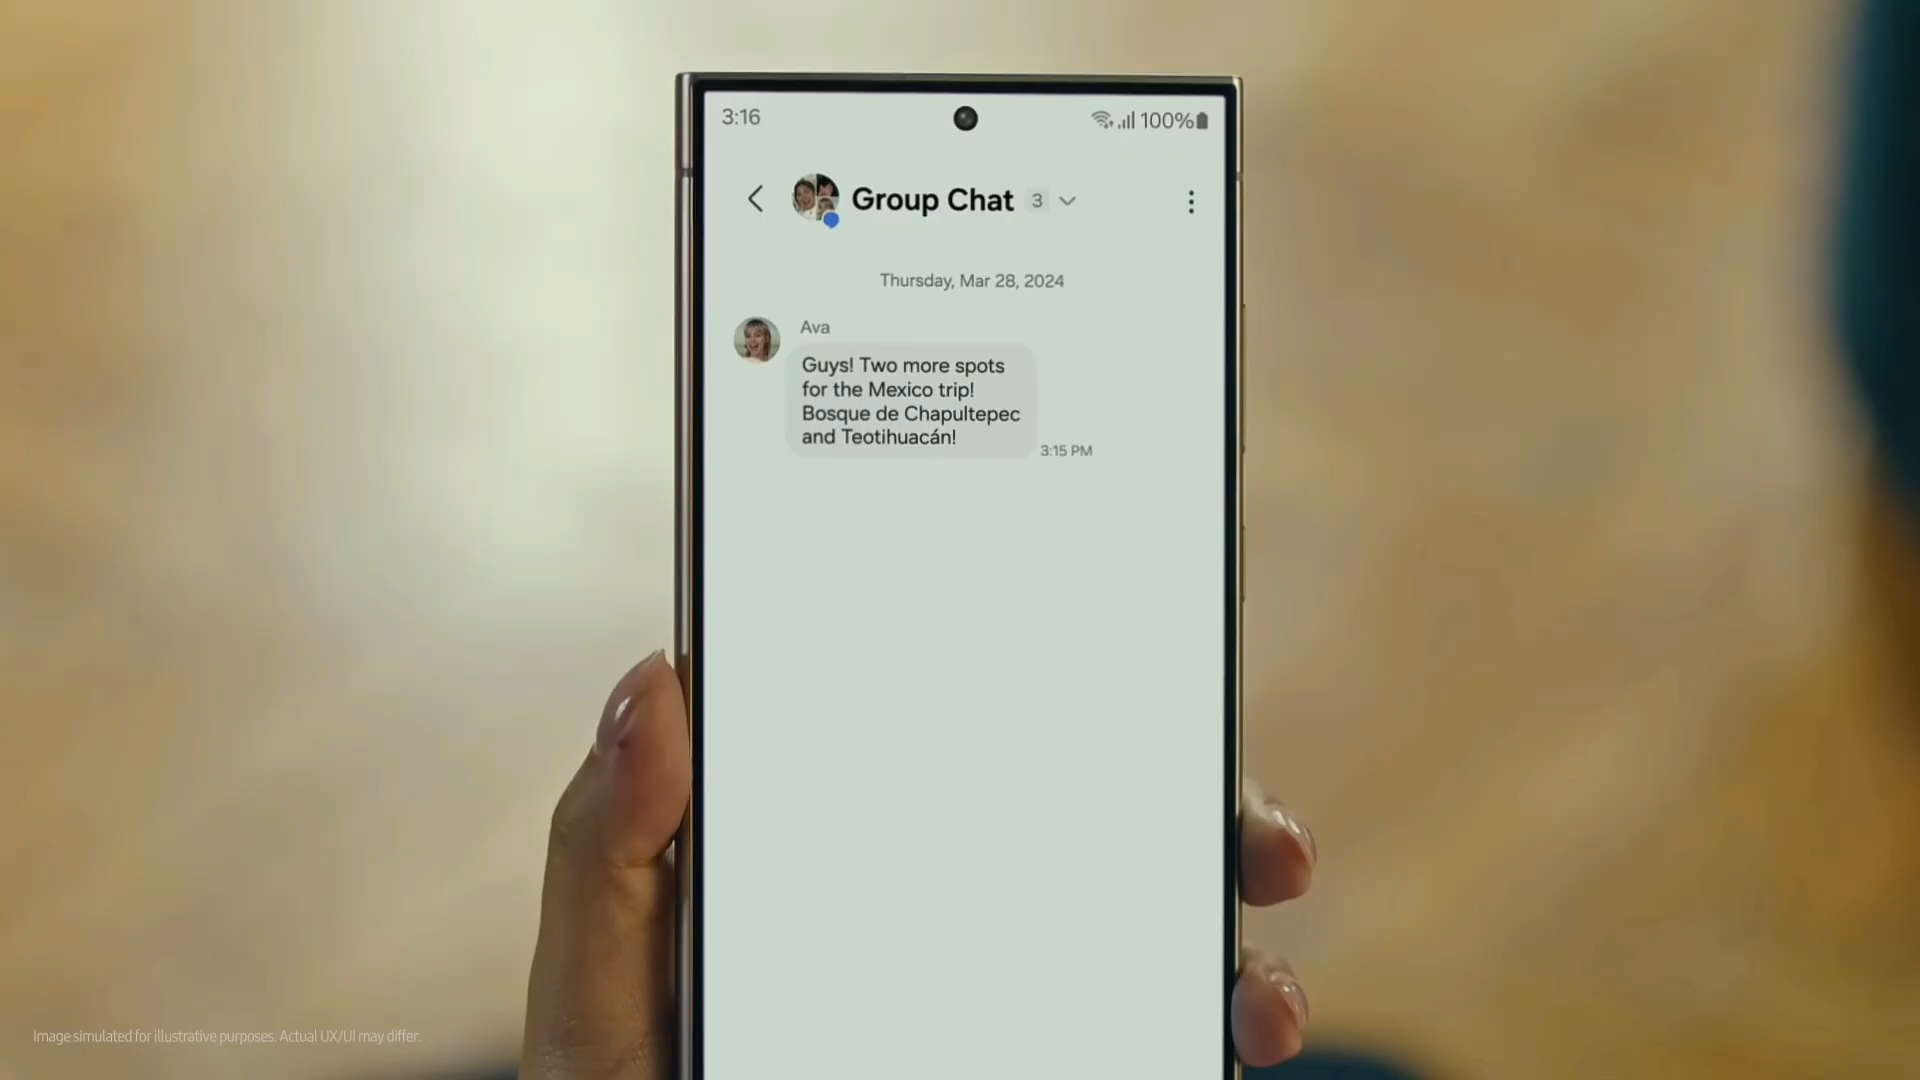 3:16
100%
Group Chat 3
Thursday, Mar 28, 2024
Ava
Guys! Two more spots
for the Mexico trip!
Bosque de Chapultepec
and Teotihuacán!
3:15 PM
Image simulated for illustrative purposes. Actual UX/UI may differ.